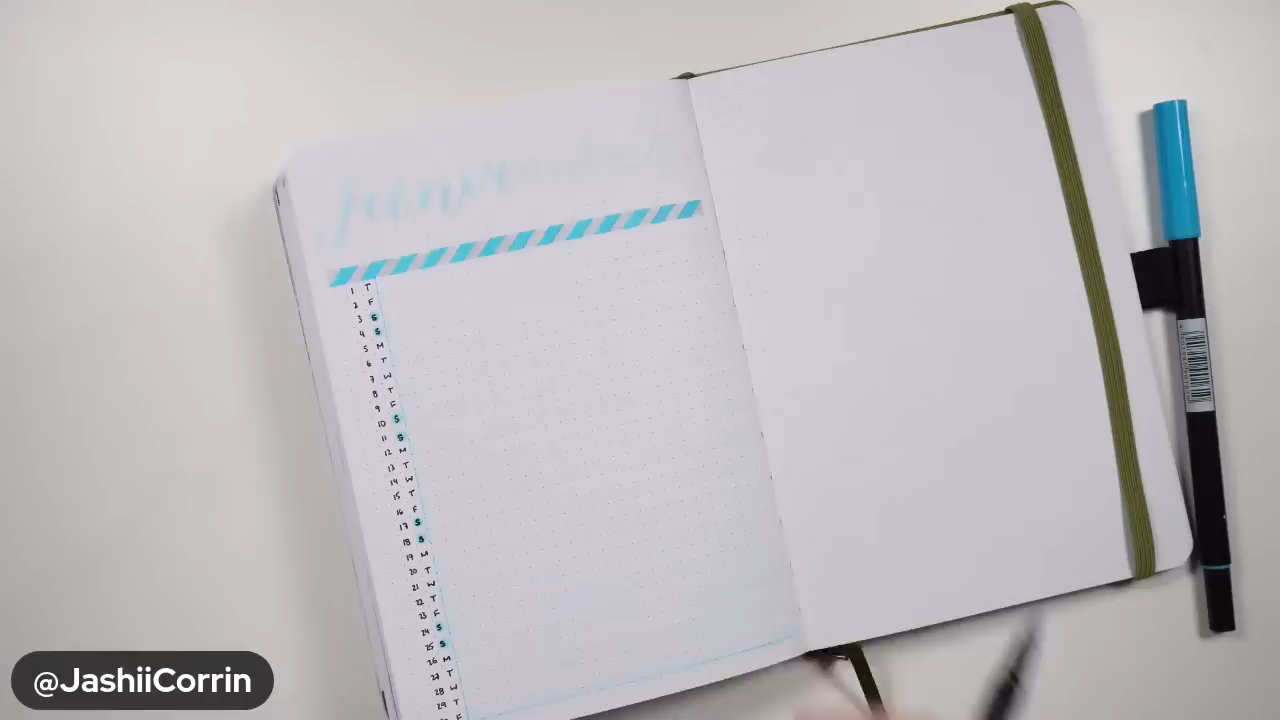 1 T
2 F
3 S
4 S
5 M
6 T
7 W
8 T
9 F
10 S
11 S
12 M
13 T
14 W
15 T
16 F
17 S
18 S
19 M
20 T
21 W
22 T
23 F
24 S
25 S
26 M
27 T
28 W
29 T
F
@JashiiCorrin